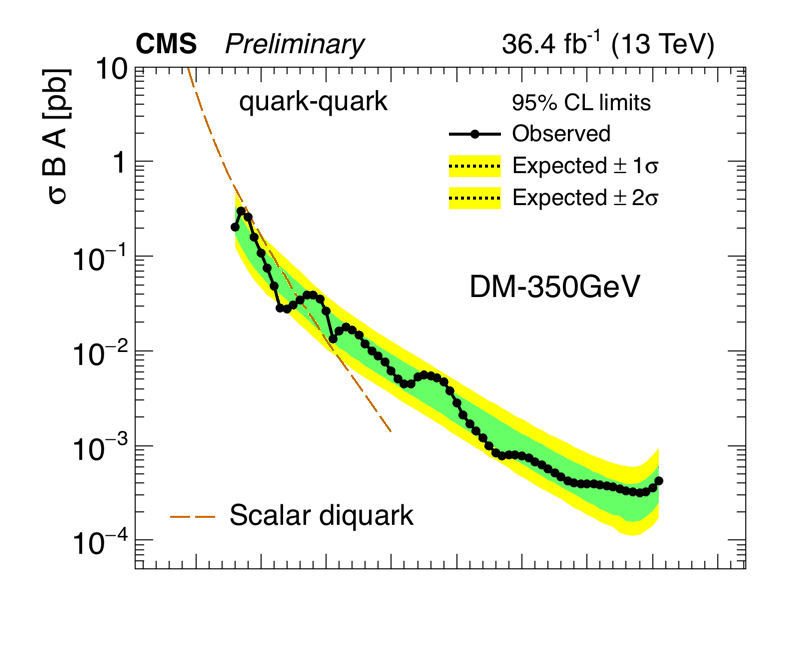 CMS Preliminary 36.4 fb⁻¹ (13 TeV)
σ B A [pb]
10
1
10⁻¹
10⁻²
10⁻³
10⁻⁴
quark-quark
95% CL limits
Observed
Expected ± 1σ
Expected ± 2σ
DM-350GeV
Scalar diquark